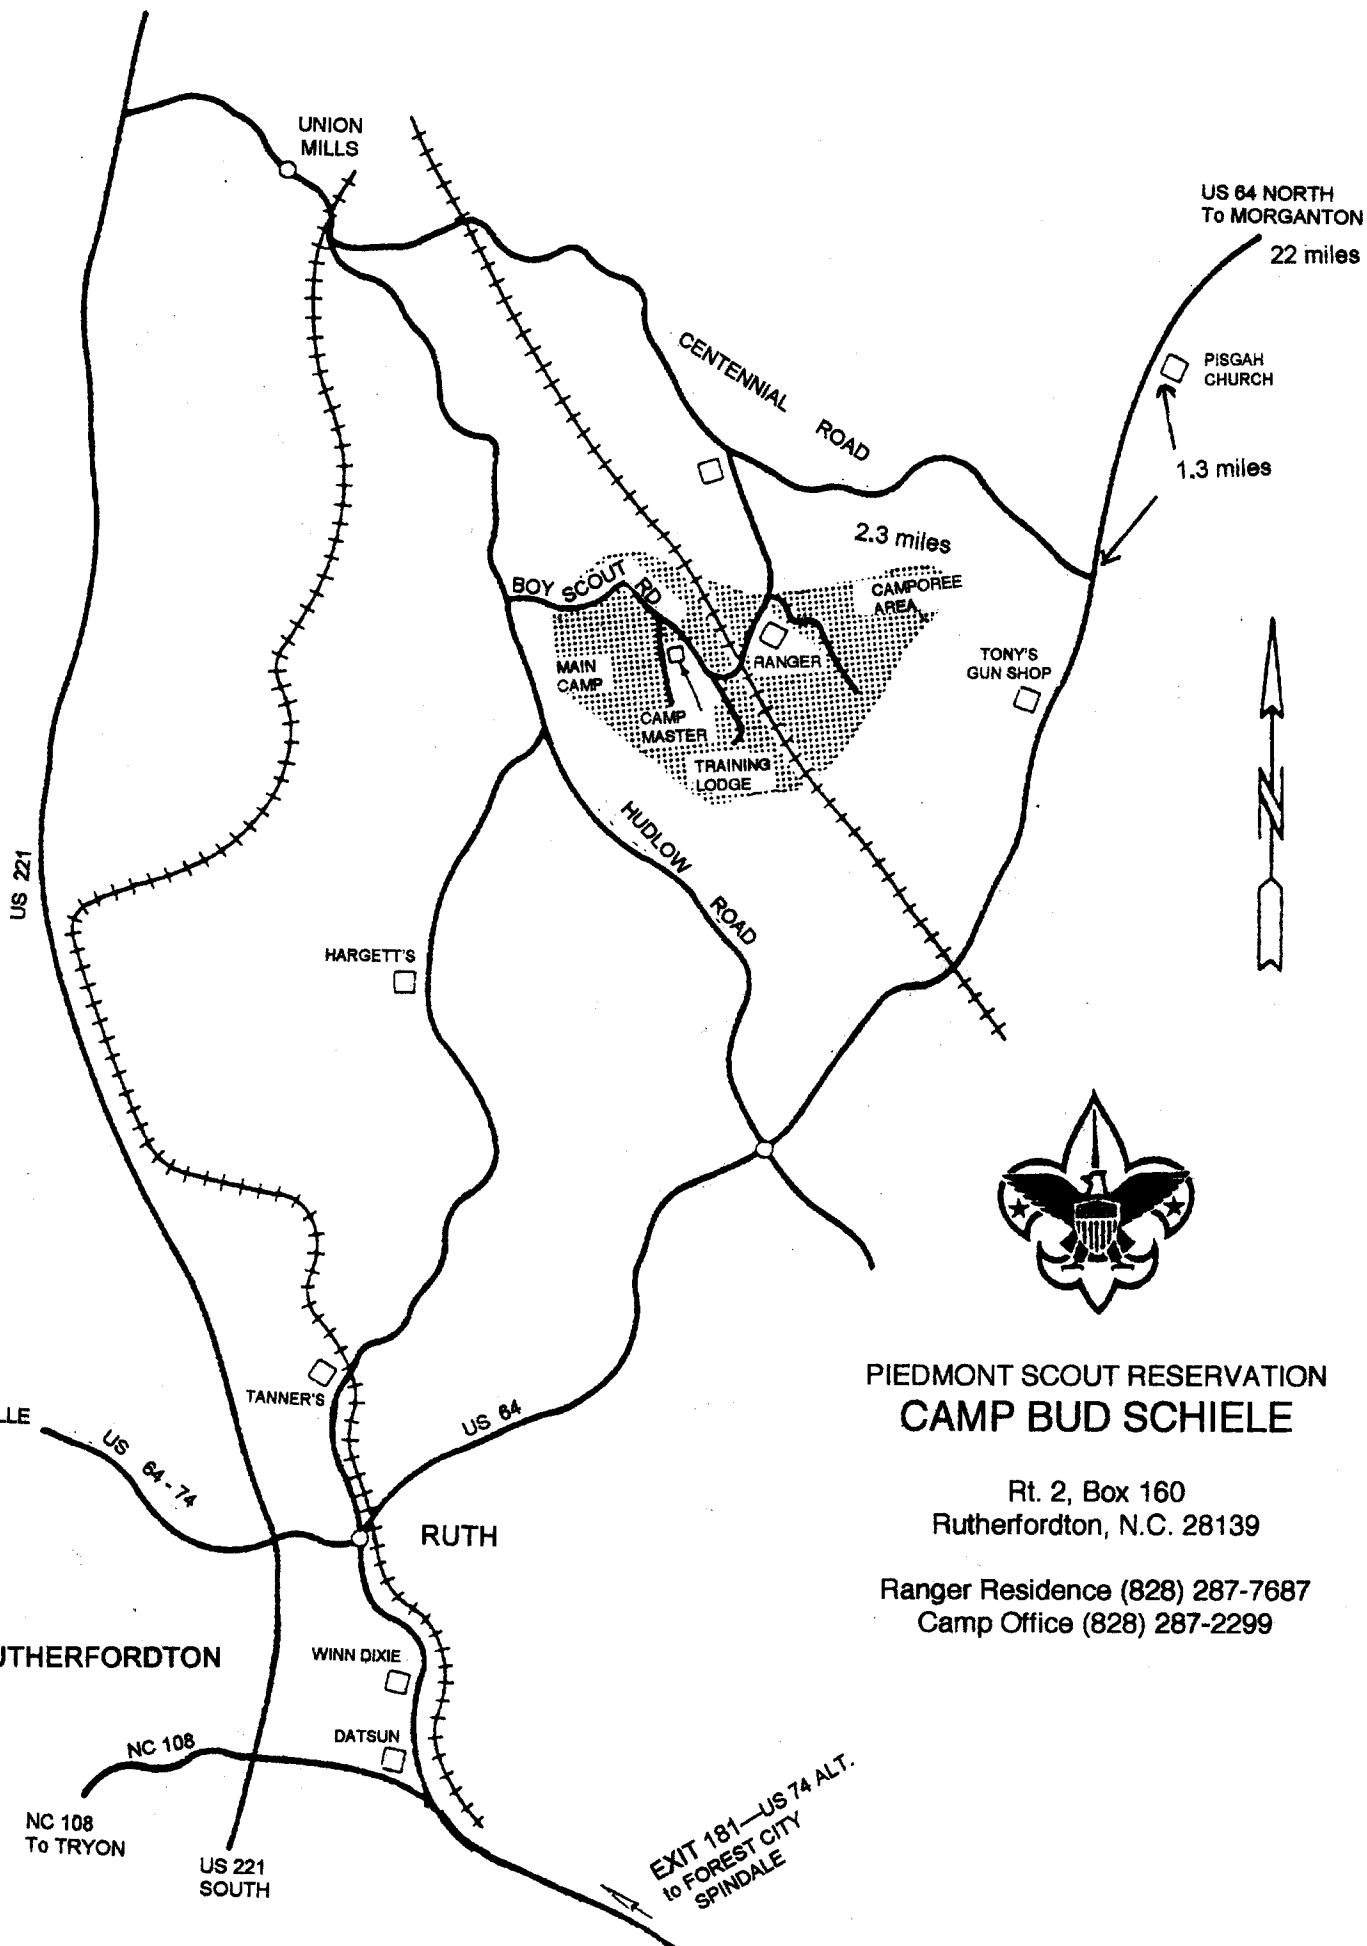 UNION
MILLS
US 64 NORTH
To MORGANTON
22 miles
PISGAH
CHURCH
CENTENNIAL ROAD
1.3 miles
2.3 miles
BOY SCOUT RD
CAMPOREE
AREA
MAIN
CAMP
RANGER
TONY'S
GUN SHOP
CAMP
MASTER
TRAINING
LODGE
N
HUDLOW ROAD
US 221
HARGETT'S
TANNER'S
LLE
US 64-74
US 64
RUTH
PIEDMONT SCOUT RESERVATION
CAMP BUD SCHIELE
Rt. 2, Box 160
Rutherfordton, N.C. 28139
Ranger Residence (828) 287-7687
Camp Office (828) 287-2299
UTHERFORDTON
WINN DIXIE
DATSUN
NC 108
NC 108
To TRYON
US 221
SOUTH
EXIT 181—US 74 ALT.
to FOREST CITY
SPINDALE